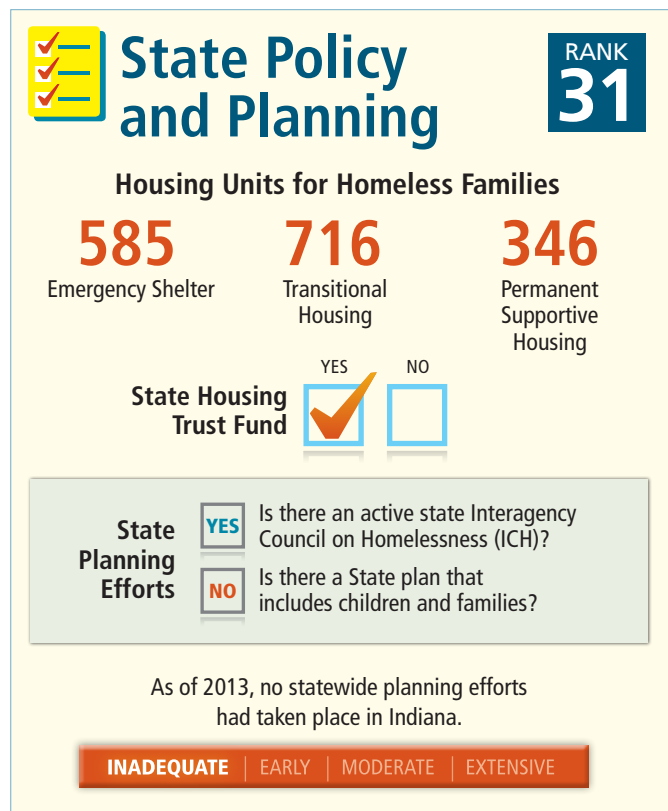 State Policy
and Planning
RANK
31
Housing Units for Homeless Families
585
Emergency Shelter
716
Transitional
Housing
346
Permanent
Supportive
Housing
State Housing
Trust Fund
YES
NO
State
Planning
Efforts
YES
Is there an active state Interagency
Council on Homelessness (ICH)?
NO
Is there a State plan that
includes children and families?
As of 2013, no statewide planning efforts
had taken place in Indiana.
INADEQUATE | EARLY | MODERATE | EXTENSIVE